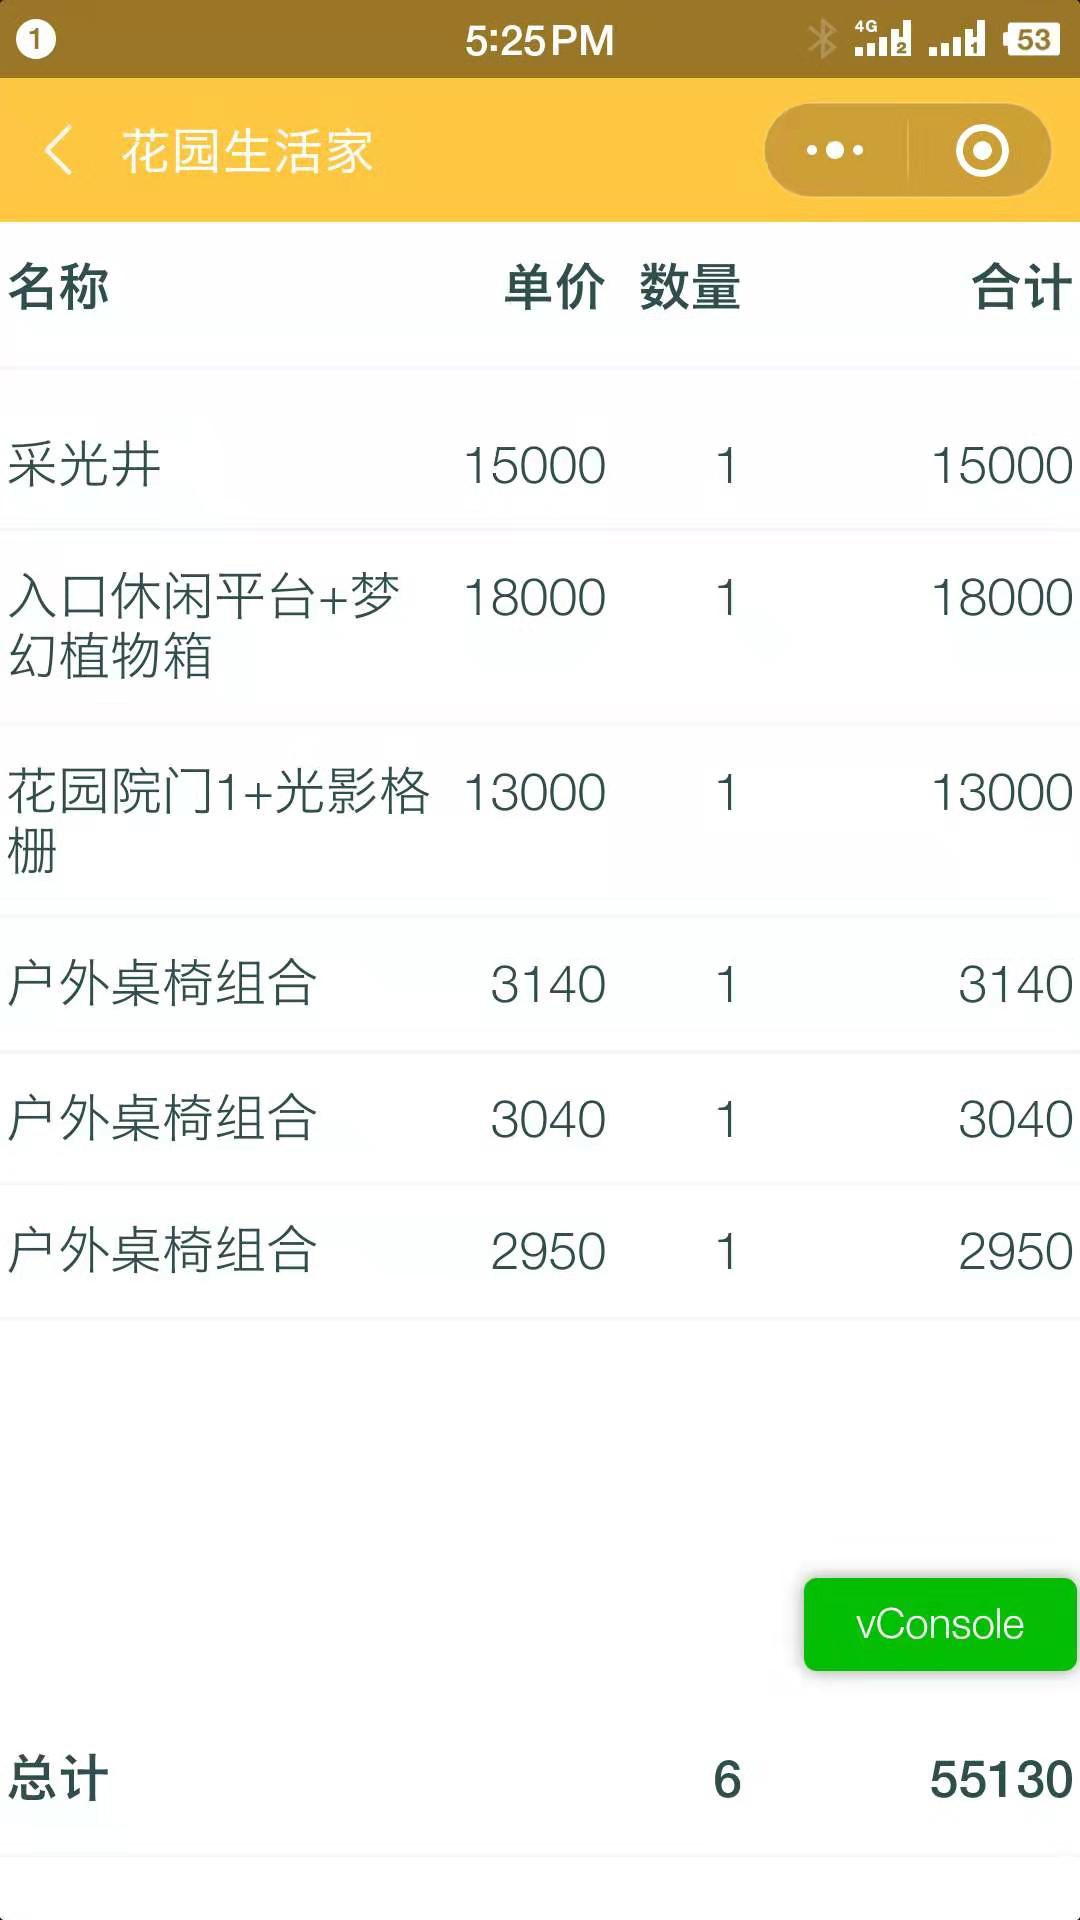 1 5:25PM 4G 2 1 53
花园生活家
名称 单价 数量 合计
采光井 15000 1 15000
入口休闲平台+梦 18000 1 18000
幻植物箱
花园院门1+光影格 13000 1 13000
栅
户外桌椅组合 3140 1 3140
户外桌椅组合 3040 1 3040
户外桌椅组合 2950 1 2950
vConsole
总计 6 55130